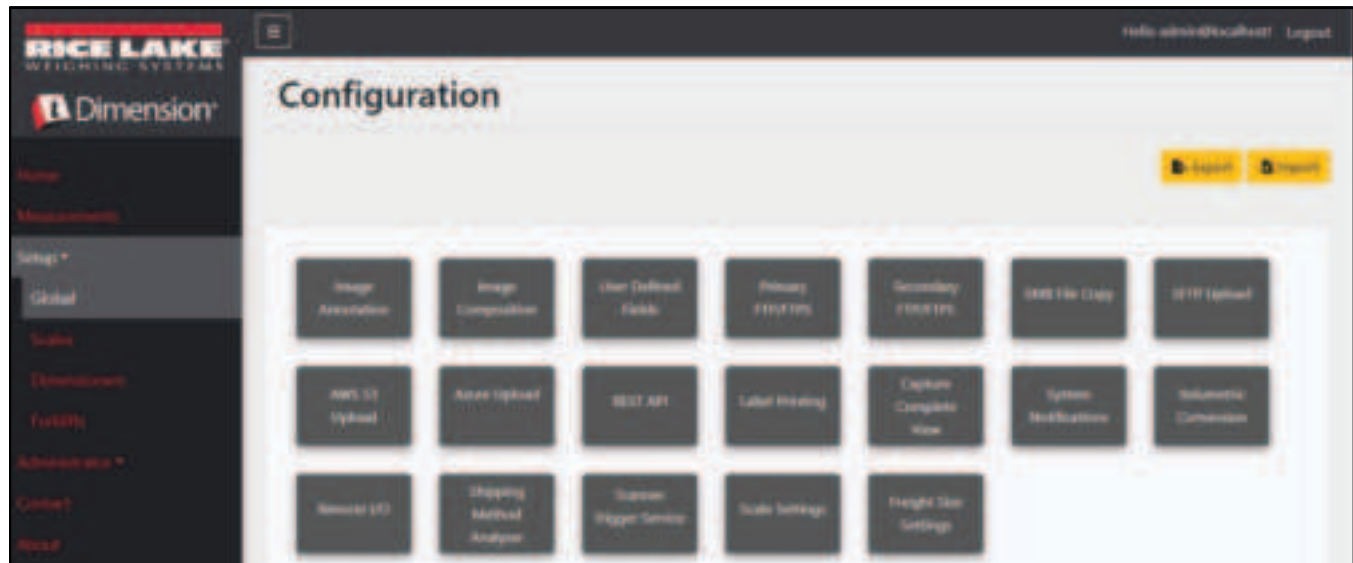 RICE LAKE
WEIGHING SYSTEMS
Dimension
Hello admin@localhost! Logout
Configuration
Export Import
Home
Measurements
Setup
Global
Scales
Dimensioners
Forklifts
Administrator
Contact
About
Image
Annotation
Image
Composition
User Defined
Fields
Primary
FTP/FTPS
Secondary
FTP/FTPS
SMB File Copy
SFTP Upload
AWS S3
Upload
Azure Upload
REST API
Label Printing
Capture
Complete
View
System
Notifications
Volumetric
Conversion
Remote I/O
Shipping
Method
Analyzer
Scanner
Trigger Service
Scale Settings
Freight Size
Settings